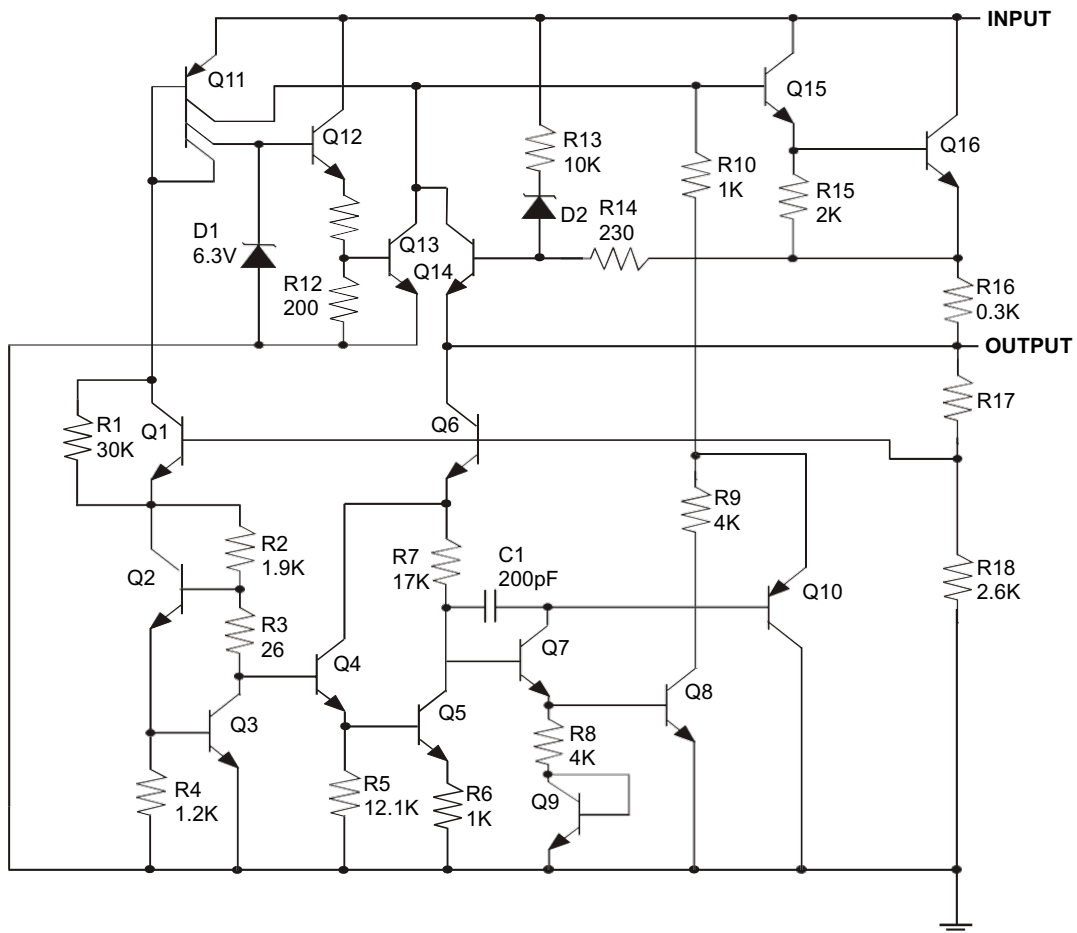 INPUT
Q11
Q15
Q12
R13
10K
R10
1K
Q16
R15
2K
D1
6.3V
D2
R14
230
Q13
Q14
R12
200
R16
0.3K
OUTPUT
R1
30K
Q1
Q6
R17
R2
1.9K
R9
4K
R7
17K
C1
200pF
Q2
Q10
R18
2.6K
R3
26
Q4
Q7
Q8
Q3
Q5
R8
4K
R4
1.2K
R5
12.1K
R6
1K
Q9